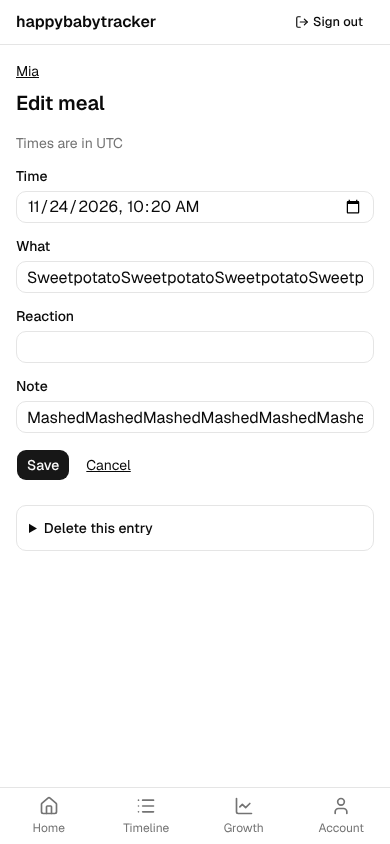 happybabytracker
Sign out
Mia
Edit meal
Times are in UTC
Time
11/24/2026, 10:20 AM
What
SweetpotatoSweetpotatoSweetpotatoSweetp
Reaction
Note
MashedMashedMashedMashedMashedMashe
Save Cancel
Delete this entry
Home Timeline Growth Account